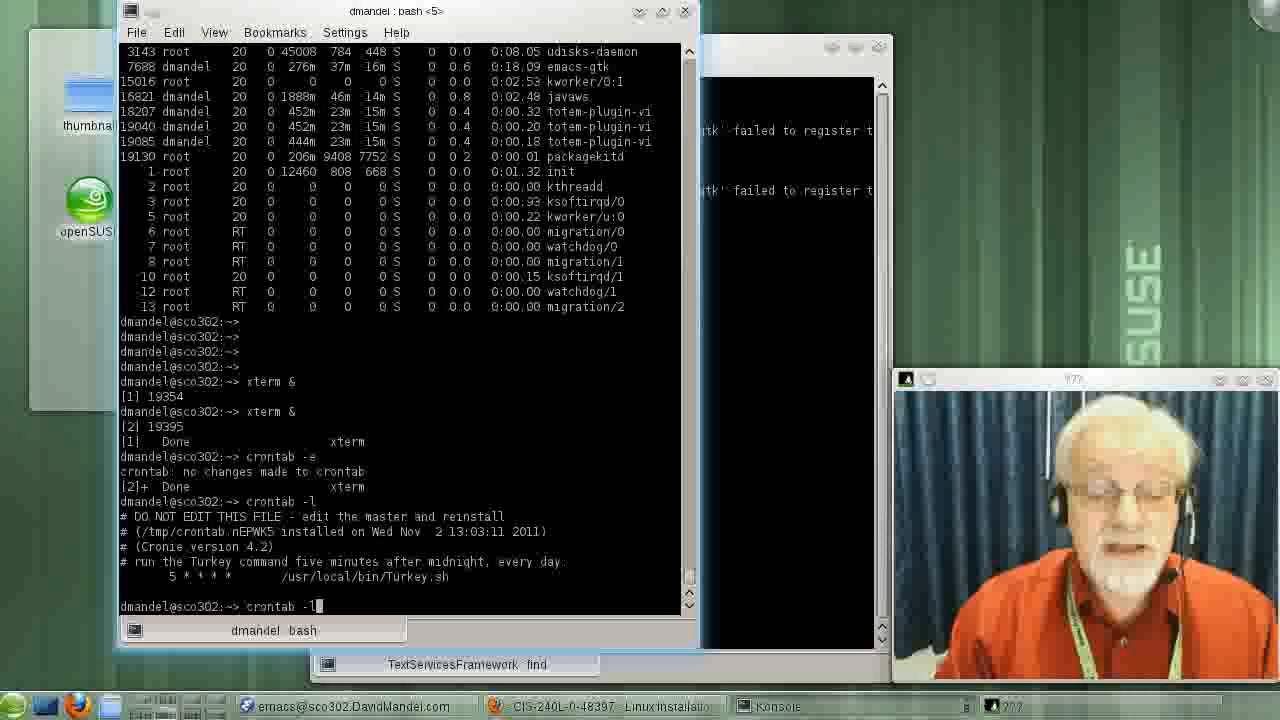 dmandel : bash <5>
File Edit View Bookmarks Settings Help
3143 root 20 0 45008 784 448 S 0 0.0 0:08.05 udisks-daemon
7688 dmandel 20 0 276m 37m 16m S 0 0.6 0:18.09 emacs-gtk
15016 root 20 0 0 0 0 S 0 0.0 0:02.53 kworker/0:1
16821 dmandel 20 0 1888m 46m 14m S 0 0.8 0:02.48 javaws
18207 dmandel 20 0 452m 23m 15m S 0 0.4 0:00.32 totem-plugin-vi
19040 dmandel 20 0 452m 23m 15m S 0 0.4 0:00.20 totem-plugin-vi
19085 dmandel 20 0 444m 23m 15m S 0 0.4 0:00.18 totem-plugin-vi
19130 root 20 0 206m 9408 7752 S 0 0.2 0:00.01 packagekitd
1 root 20 0 12460 808 668 S 0 0.0 0:01.32 init
2 root 20 0 0 0 0 S 0 0.0 0:00.00 kthreadd
3 root 20 0 0 0 0 S 0 0.0 0:00.93 ksoftirqd/0
5 root 20 0 0 0 0 S 0 0.0 0:00.22 kworker/u:0
6 root RT 0 0 0 0 S 0 0.0 0:00.00 migration/0
7 root RT 0 0 0 0 S 0 0.0 0:00.00 watchdog/0
8 root RT 0 0 0 0 S 0 0.0 0:00.00 migration/1
10 root 20 0 0 0 0 S 0 0.0 0:00.15 ksoftirqd/1
12 root RT 0 0 0 0 S 0 0.0 0:00.00 watchdog/1
13 root RT 0 0 0 0 S 0 0.0 0:00.00 migration/2
dmandel@sco302:~>
dmandel@sco302:~>
dmandel@sco302:~>
dmandel@sco302:~>
dmandel@sco302:~> xterm &
[1] 19354
dmandel@sco302:~> xterm &
[2] 19395
[1] Done xterm
dmandel@sco302:~> crontab -e
crontab: no changes made to crontab
[2]+ Done xterm
dmandel@sco302:~> crontab -l
# DO NOT EDIT THIS FILE - edit the master and reinstall
# (/tmp/crontab.nEPWK5 installed on Wed Nov 2 13:03:11 2011)
# (Cronie version 4.2)
# run the Turkey command five minutes after midnight, every day:
5 * * * * /usr/local/bin/Turkey.sh
dmandel@sco302:~> crontab -l
dmandel bash
gtk' failed to register t
gtk' failed to register t
TextServicesFramework find
thumbna
openSUS
SUSE
???
emgr@sco302.DavidMandel.com
CIS-240L-0-48397 Linux Installatio
Konsole
8
???